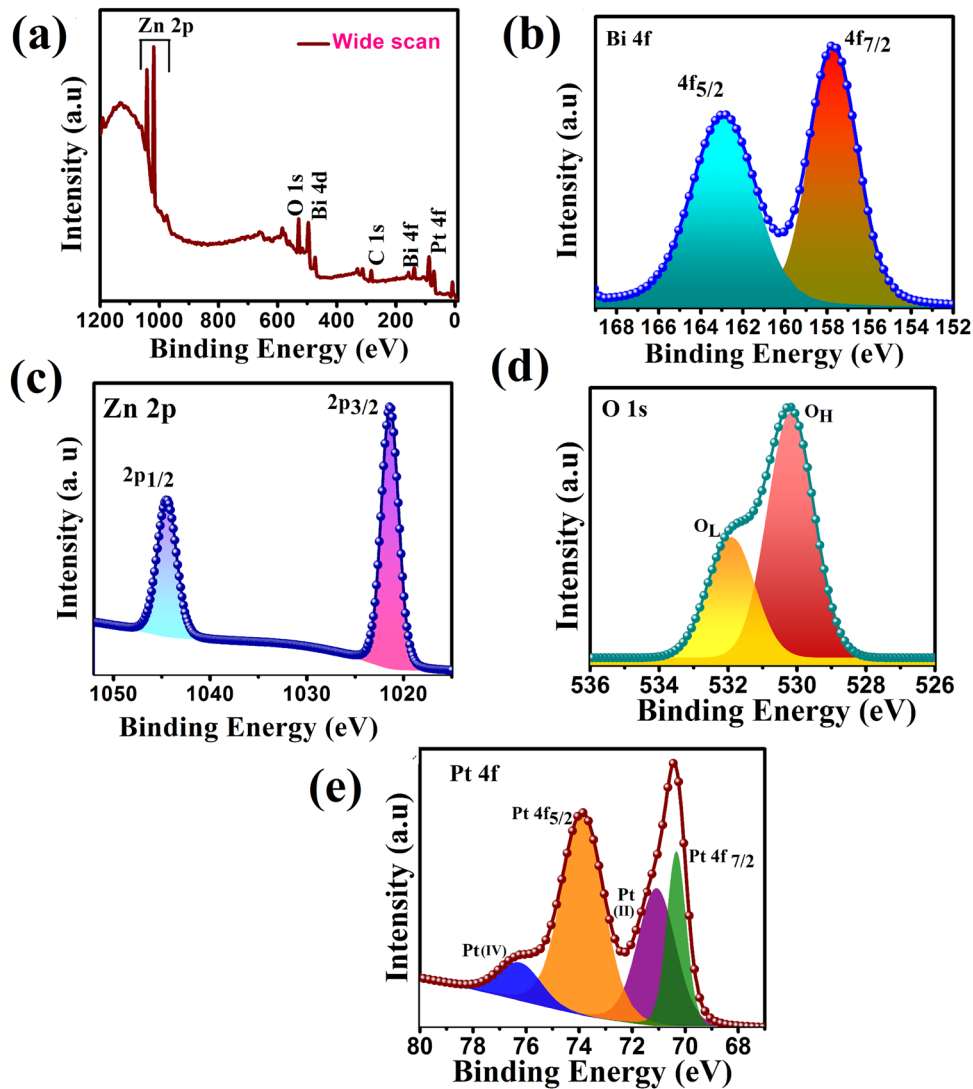 (a)
Zn 2p
Wide scan
O 1s
Bi 4d
C 1s
Bi 4f
Pt 4f
Intensity (a.u)
1200 1000 800 600 400 200 0
Binding Energy (eV)
(b)
Bi 4f
4f7/2
4f5/2
Intensity (a.u)
168 166 164 162 160 158 156 154 152
Binding Energy (eV)
(c)
Zn 2p
2p3/2
2p1/2
Intensity (a. u)
1050 1040 1030 1020
Binding Energy (eV)
(d)
O 1s
OH
OL
Intensity (a.u)
536 534 532 530 528 526
Binding Energy (eV)
(e)
Pt 4f
Pt 4f5/2
Pt 4f 7/2
Pt
(II)
Pt(IV)
Intensity (a.u)
80 78 76 74 72 70 68
Binding Energy (eV)